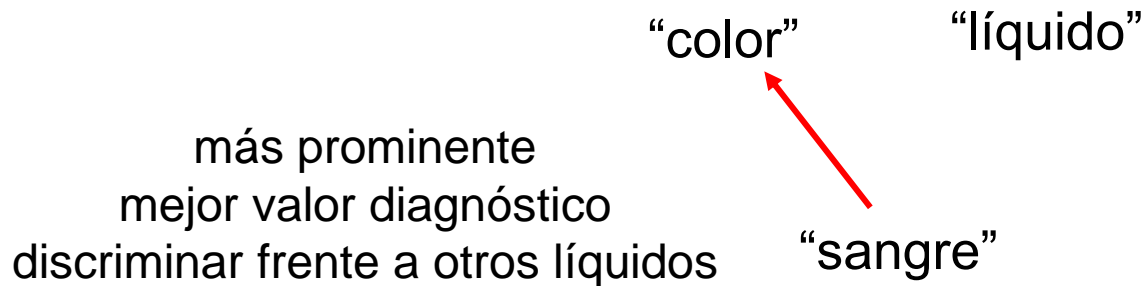 “color” “líquido”
más prominente
mejor valor diagnóstico
discriminar frente a otros líquidos
“sangre”